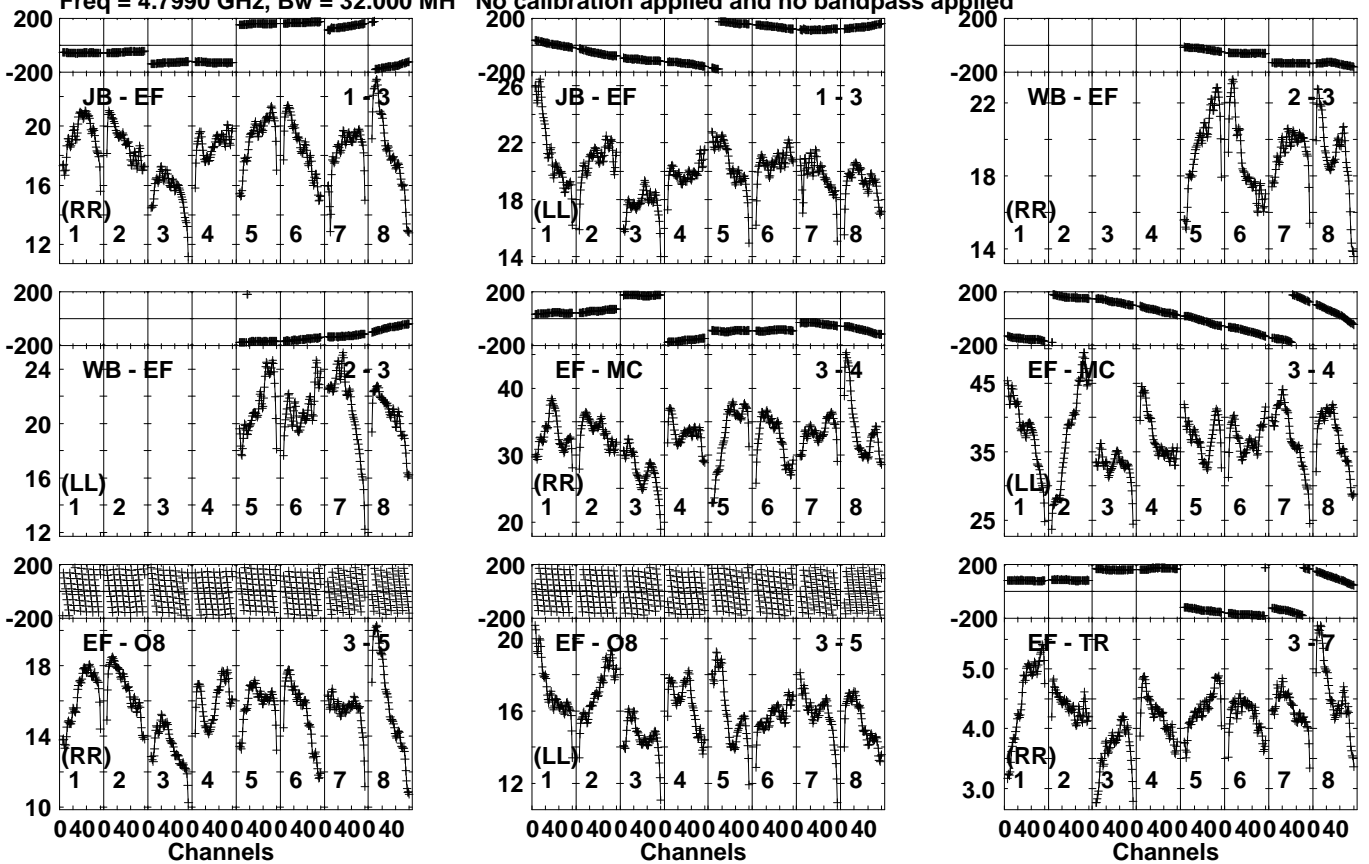 Freq = 4.7990 GHz, Bw = 32.000 MH No calibration applied and no bandpass applied
200 200 200
-200 -200 -200
JB - EF 1 - 3 JB - EF 1 - 3 WB - EF 2 - 3
26
20 22 22
16 18 18
12 14 14
(RR) (LL) (RR)
1 2 3 4 5 6 7 8 1 2 3 4 5 6 7 8 1 2 3 4 5 6 7 8
200 200 200
-200 -200 -200
WB - EF 2 - 3 EF - MC 3 - 4 EF - MC 3 - 4
24 40 45
20 30 35
16 20 25
12
(LL) (RR) (LL)
1 2 3 4 5 6 7 8 1 2 3 4 5 6 7 8 1 2 3 4 5 6 7 8
200 200 200
-200 -200 -200
EF - O8 3 - 5 EF - O8 3 - 5 EF - TR 3 - 7
18 20 5.0
14 16 4.0
10 12 3.0
(RR) (LL) (RR)
1 2 3 4 5 6 7 8 1 2 3 4 5 6 7 8 1 2 3 4 5 6 7 8
0 40 0 40 0 40 0 40 0 40 0 40 0 40 0 40 0 40 0 40 0 40 0 40 0 40 0 40 0 40 0 40 0 40 0 40 0 40 0 40 0 40 0 40 0 40 0 40
Channels Channels Channels